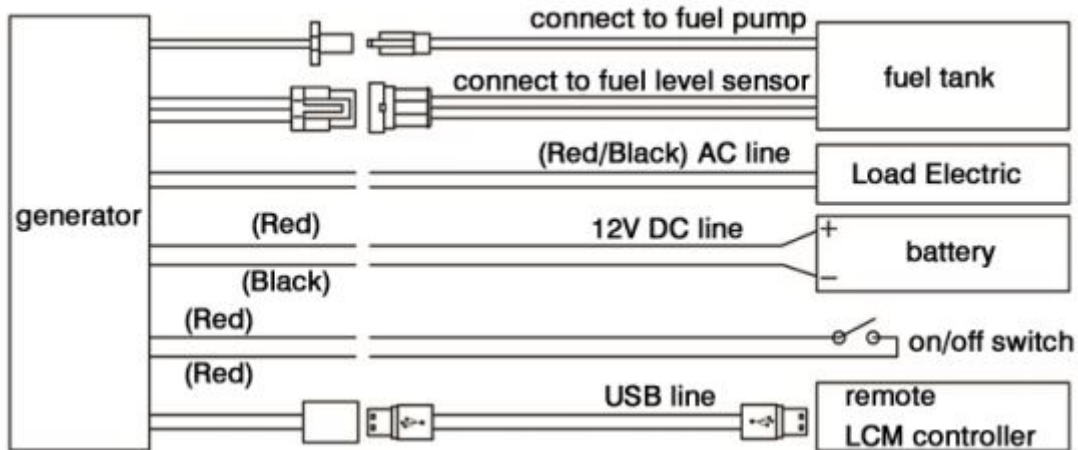 connect to fuel pump
connect to fuel level sensor
fuel tank
(Red/Black) AC line
Load Electric
generator
(Red)
12V DC line
+
battery
(Black)
−
(Red)
on/off switch
(Red)
USB line
remote
LCM controller